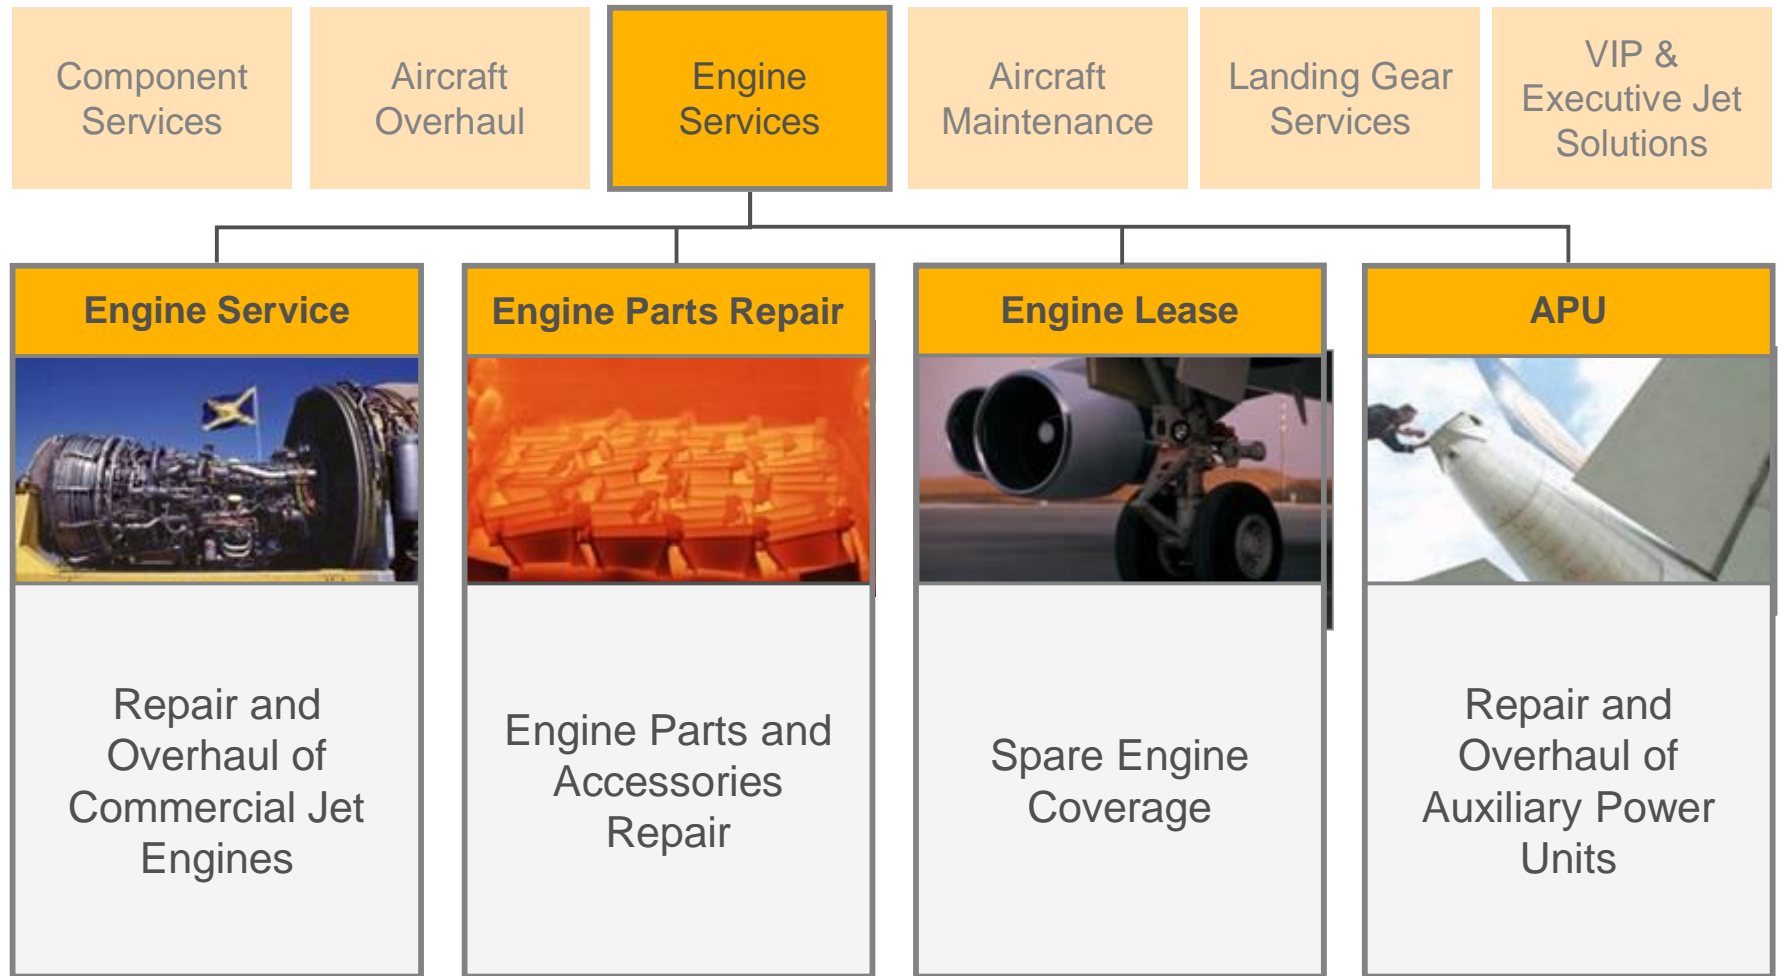 Component
Services
Aircraft
Overhaul
Engine
Services
Aircraft
Maintenance
Landing Gear
Services
VIP &
Executive Jet
Solutions
Engine Service
Engine Parts Repair
Engine Lease
APU
Repair and
Overhaul of
Commercial Jet
Engines
Engine Parts and
Accessories
Repair
Spare Engine
Coverage
Repair and
Overhaul of
Auxiliary Power
Units